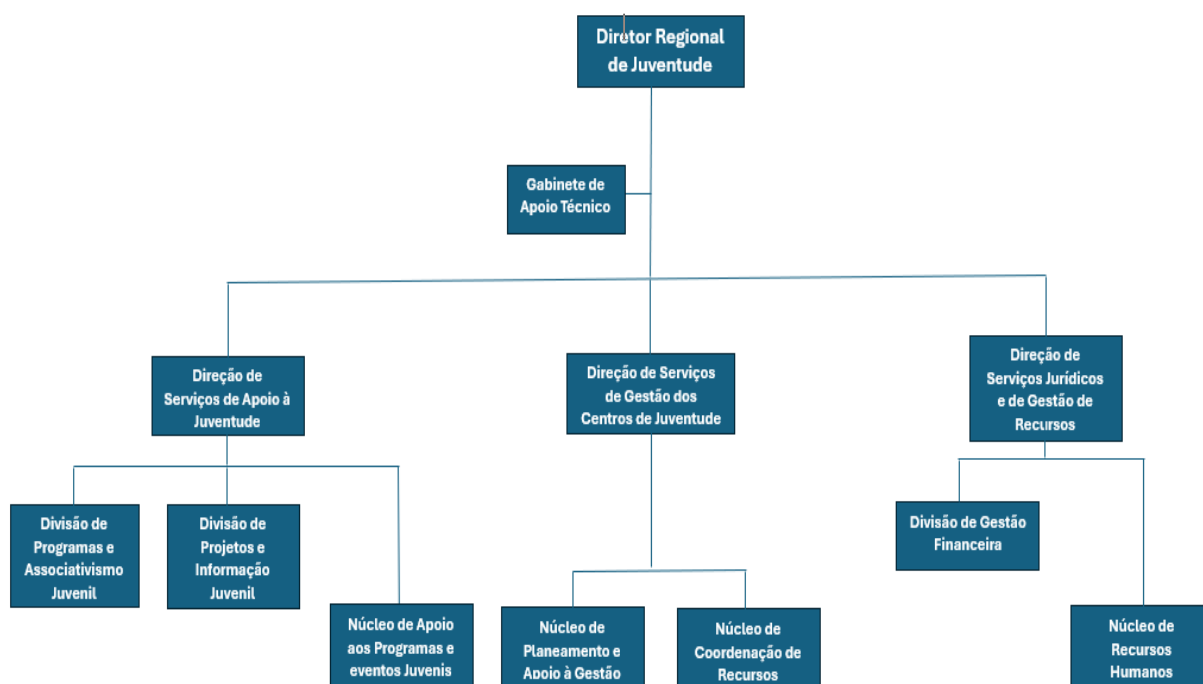 Diretor Regional
de Juventude
Gabinete de
Apoio Técnico
Direção de
Serviços de Apoio à
Juventude
Direção de Serviços
de Gestão dos
Centros de Juventude
Direção de
Serviços Jurídicos
e de Gestão de
Recursos
Divisão de
Programas e
Associativismo
Juvenil
Divisão de
Projetos e
Informação
Juvenil
Núcleo de Apoio
aos Programas e
eventos Juvenis
Núcleo de
Planeamento e
Apoio à Gestão
Núcleo de
Coordenação de
Recursos
Divisão de Gestão
Financeira
Núcleo de
Recursos
Humanos